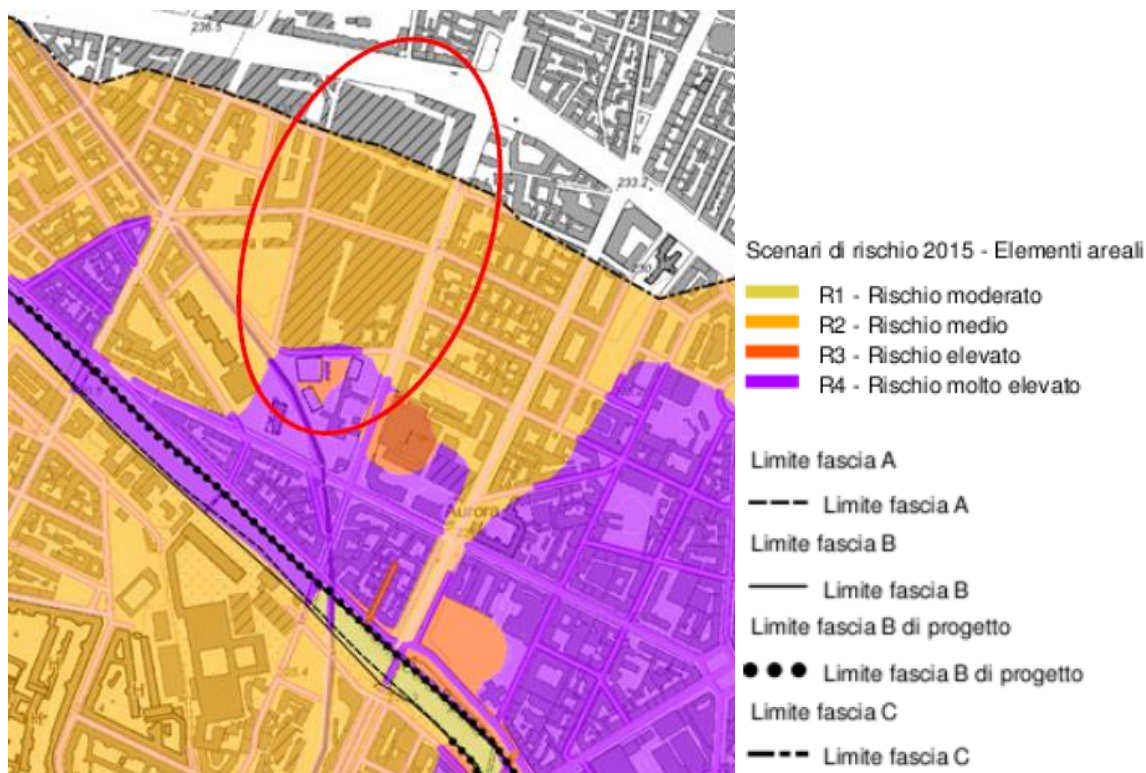 236.5
233.2
230
Aurora
Scenari di rischio 2015 - Elementi areali
R1 - Rischio moderato
R2 - Rischio medio
R3 - Rischio elevato
R4 - Rischio molto elevato
Limite fascia A
Limite fascia A
Limite fascia B
Limite fascia B
Limite fascia B di progetto
Limite fascia B di progetto
Limite fascia C
Limite fascia C